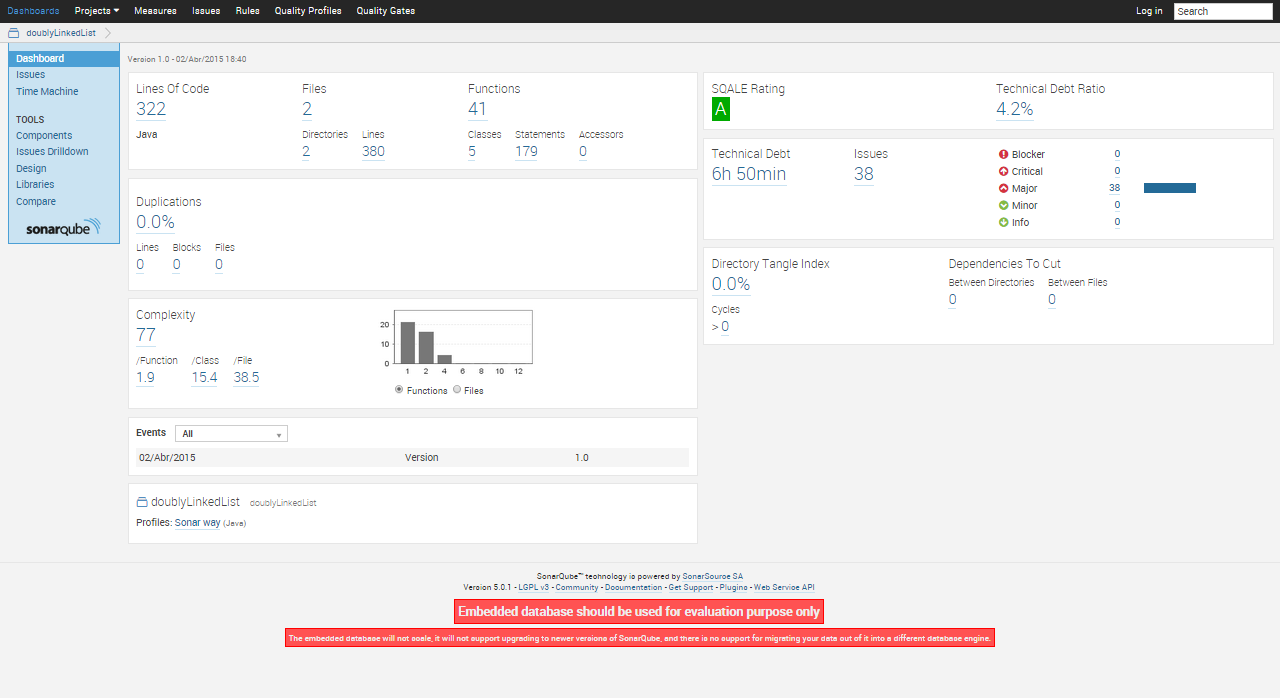 Dashboards Projects Measures Issues Rules Quality Profiles Quality Gates Log in Search
doublyLinkedList
Dashboard
Issues
Time Machine
TOOLS
Components
Issues Drilldown
Design
Libraries
Compare
sonarqube
Version 1.0 - 02/Abr/2015 18:40
Lines Of Code Files Functions
322 2 41
Java Directories Lines Classes Statements Accessors
2 380 5 179 0
Duplications
0.0%
Lines Blocks Files
0 0 0
Complexity
77
/Function /Class /File
1.9 15.4 38.5
20
10
0
1 2 4 6 8 10 12
Functions Files
Events All
02/Abr/2015 Version 1.0
doublyLinkedList doublyLinkedList
Profiles: Sonar way (Java)
SQALE Rating Technical Debt Ratio
A 4.2%
Technical Debt Issues
6h 50min 38
Blocker 0
Critical 0
Major 38
Minor 0
Info 0
Directory Tangle Index Dependencies To Cut
0.0% Between Directories Between Files
0 0
Cycles
> 0
SonarQube™ technology is powered by SonarSource SA
Version 5.0.1 - LGPL v3 - Community - Documentation - Get Support - Plugins - Web Service API
Embedded database should be used for evaluation purpose only
The embedded database will not scale, it will not support upgrading to newer versions of SonarQube, and there is no support for migrating your data out of it into a different database engine.